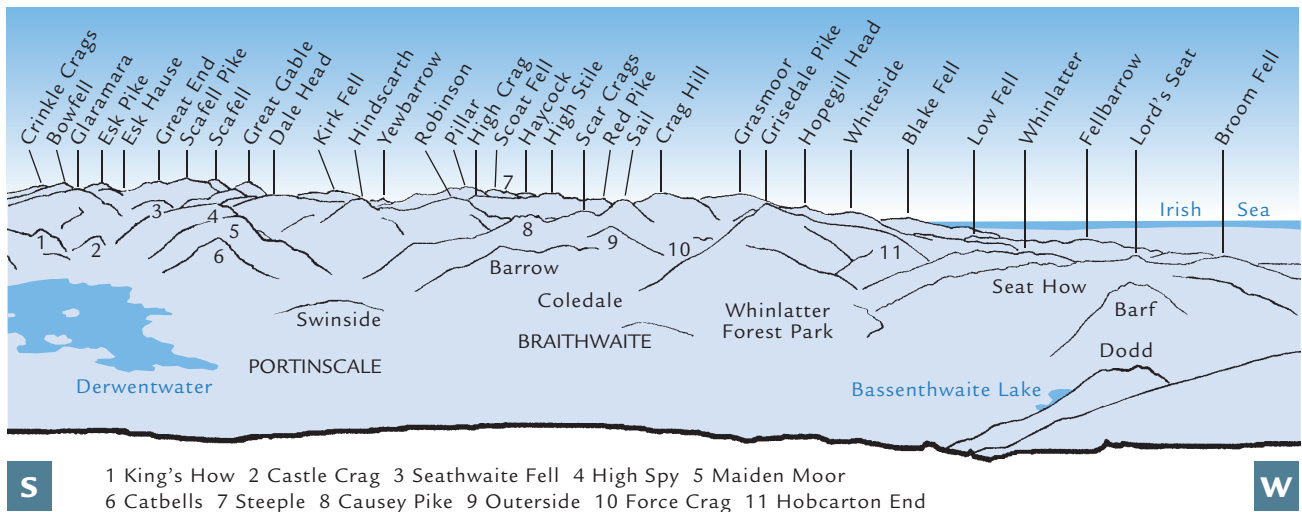 Crinkle Crags
Bowfell
Glaramara
Esk Pike
Esk Hause
Great End
Scafell Pike
Scafell
Great Gable
Dale Head
Kirk Fell
Hindscarth
Yewbarrow
Robinson
Pillar
High Crag
Scoat Fell
Haycock
High Stile
Scar Crags
Red Pike
Sail
Crag Hill
Grasmoor
Grisedale Pike
Hopegill Head
Whiteside
Blake Fell
Low Fell
Whinlatter
Fellbarrow
Lord's Seat
Broom Fell
7
3
4
Irish Sea
5
8
1
2
9
10
11
6
Barrow
Seat How
Coledale
Barf
Swinside
Whinlatter
Forest Park
BRAITHWAITE
Dodd
PORTINSCALE
Derwentwater
Bassenthwaite Lake
S
W
1 King's How 2 Castle Crag 3 Seathwaite Fell 4 High Spy 5 Maiden Moor
6 Catbells 7 Steeple 8 Causey Pike 9 Outerside 10 Force Crag 11 Hobcarton End